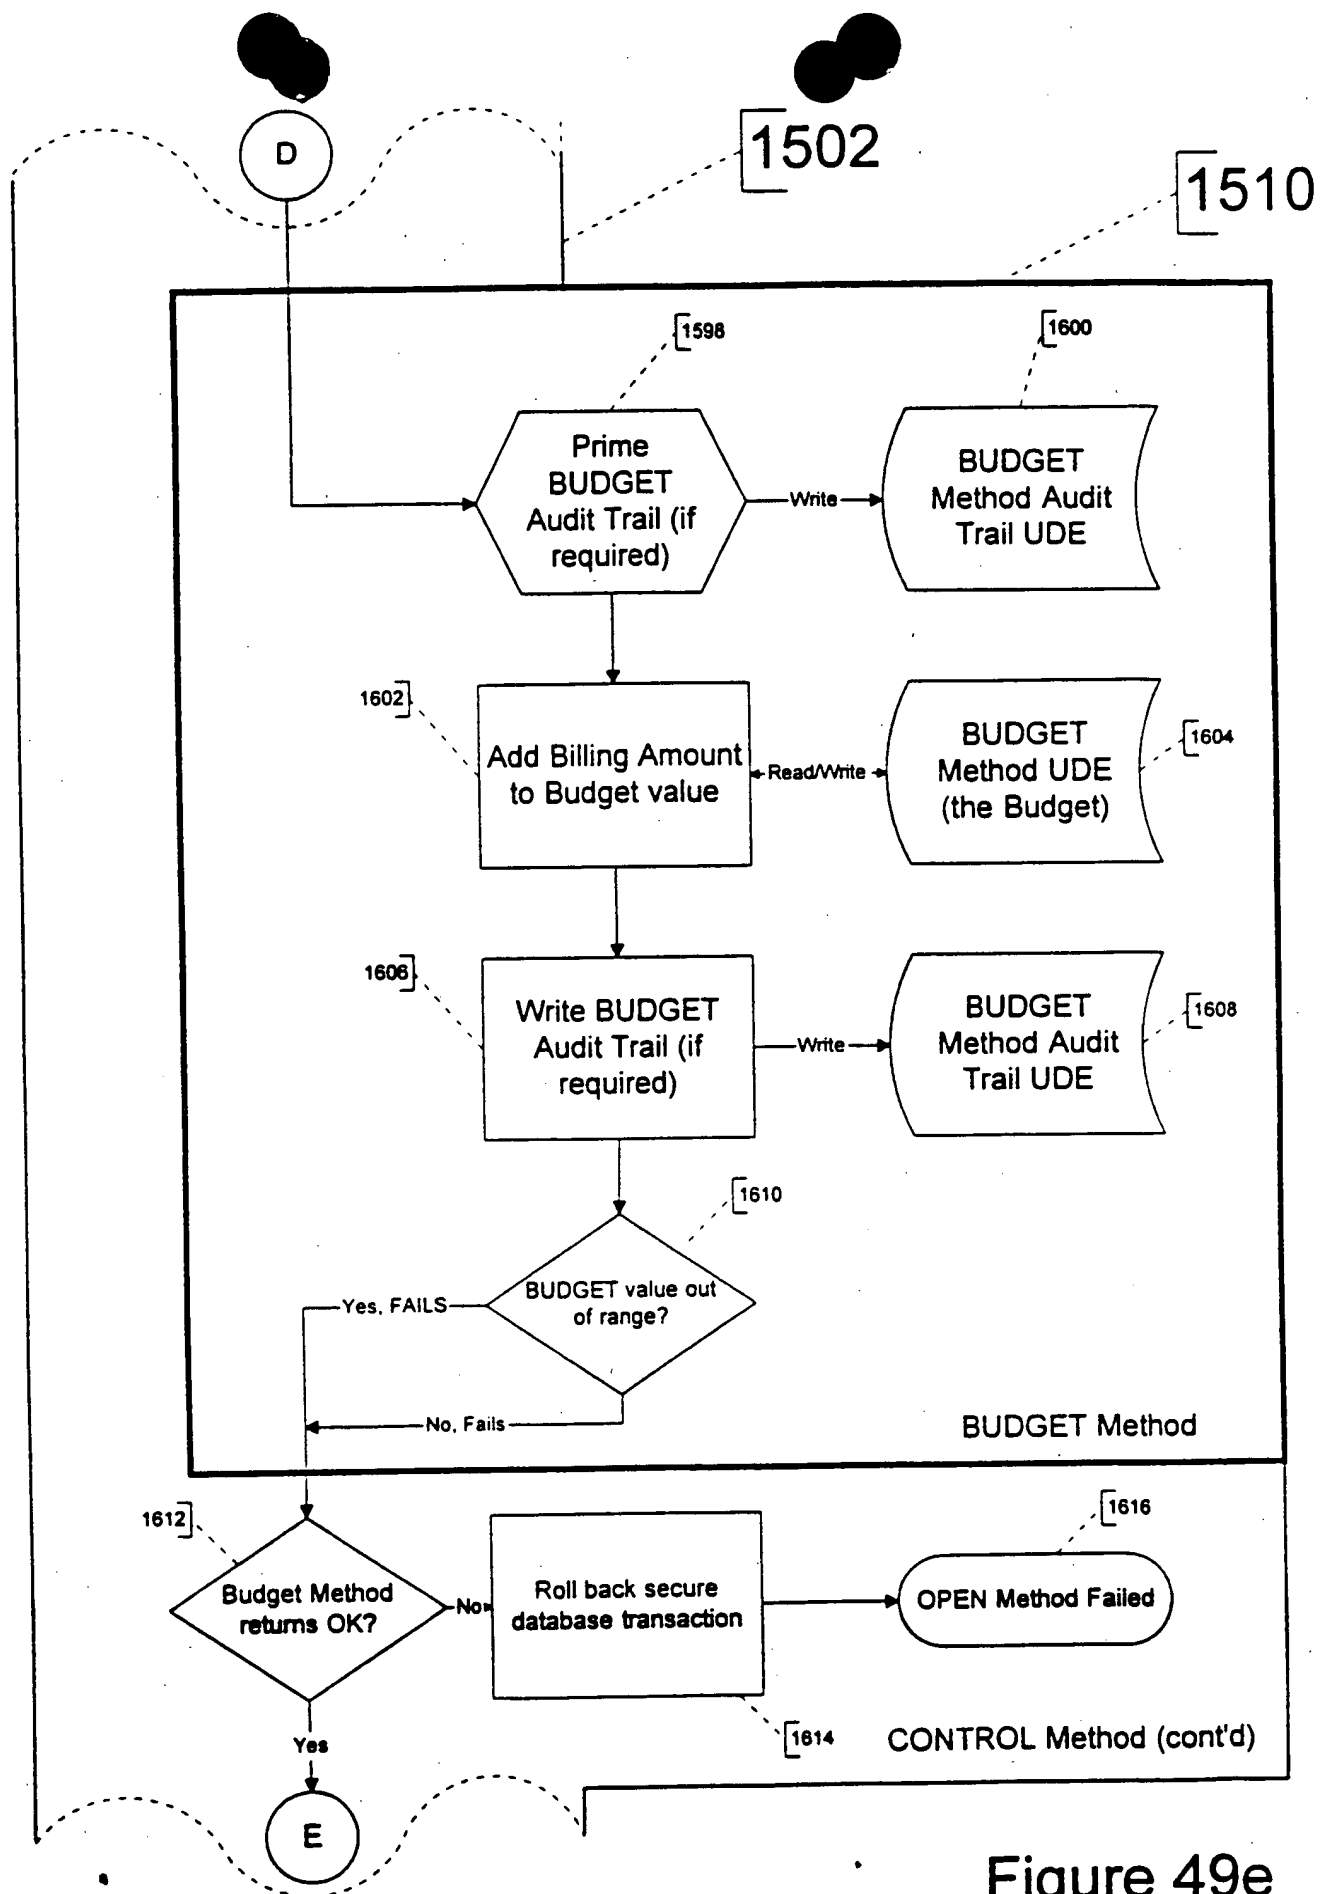 D
1502
1510
1598
1600
Prime
BUDGET
Audit Trail (if
required)
Write
BUDGET
Method Audit
Trail UDE
1602
Add Billing Amount
to Budget value
Read/Write
BUDGET
Method UDE
(the Budget)
1604
1606
Write BUDGET
Audit Trail (if
required)
Write
BUDGET
Method Audit
Trail UDE
1608
1610
BUDGET value out
of range?
Yes, FAILS
No, Fails
BUDGET Method
1612
Budget Method
returns OK?
No
Roll back secure
database transaction
1616
OPEN Method Failed
1614
Yes
CONTROL Method (cont'd)
E
Figure 49e